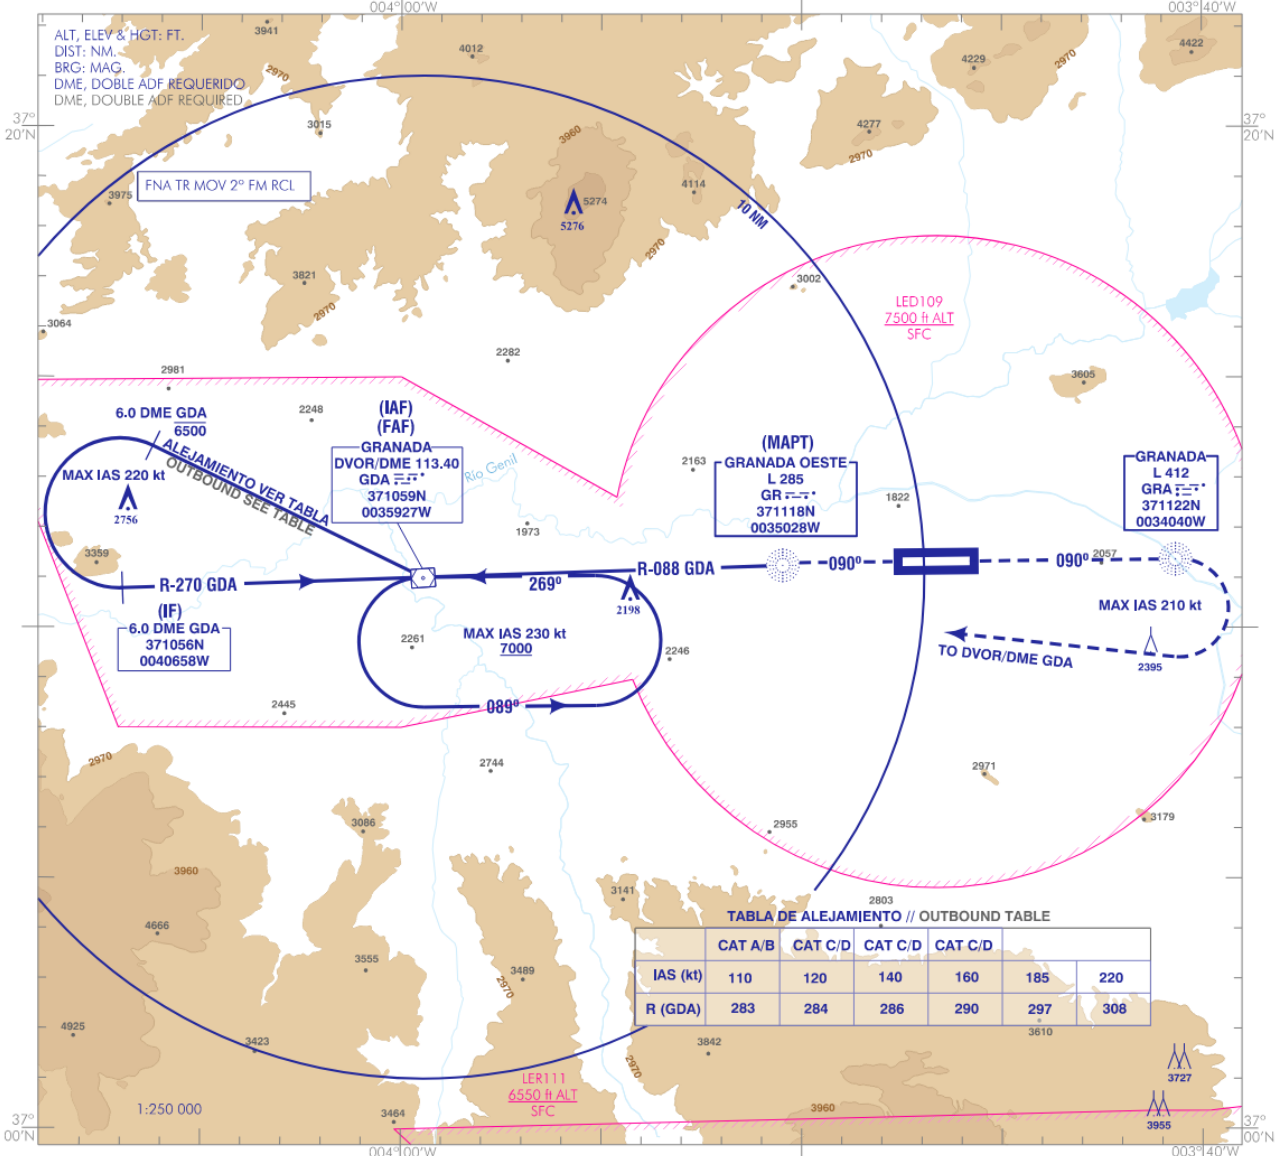 004°00'W
003°40'W
ALT, ELEV & HGT: FT.
DIST: NM.
BRG: MAG.
DME, DOBLE ADF REQUERIDO
DME, DOUBLE ADF REQUIRED
3941
2970
4012
4229
2970
4422
37°
20'N
37°
20'N
3015
3960
4277
2970
FNA TR MOV 2º FM RCL
3975
5274
5276
4114
10 NM
2970
3821
2970
3002
LED109
7500 ft ALT
SFC
3064
2981
2282
3605
6.0 DME GDA
6500
2248
(IAF)
(FAF)
GRANADA
DVOR/DME 113.40
GDA
371059N
0035927W
ALEJAMIENTO VER TABLA
OUTBOUND SEE TABLE
MAX IAS 220 kt
2756
Río Genil
2163
(MAPT)
GRANADA OESTE
L 285
GR
371118N
0035028W
1822
GRANADA
L 412
GRA
371122N
0034040W
1973
3359
R-270 GDA
269º
R-088 GDA
090º
090º
2057
2198
(IF)
6.0 DME GDA
371056N
0040658W
2261
MAX IAS 230 kt
7000
2246
MAX IAS 210 kt
TO DVOR/DME GDA
2395
089º
2445
2970
2744
2971
3086
2955
3179
3960
3141
2803
4666
3555
3489
2970
TABLA DE ALEJAMIENTO // OUTBOUND TABLE
CAT A/B CAT C/D CAT C/D CAT C/D
IAS (kt) 110 120 140 160 185 220
R (GDA) 283 284 286 290 297 308
4925
3423
3842
3610
2970
LER111
6550 ft ALT
SFC
3727
1:250 000
3464
3960
3955
37°
00'N
37°
00'N
004°00'W
003°40'W